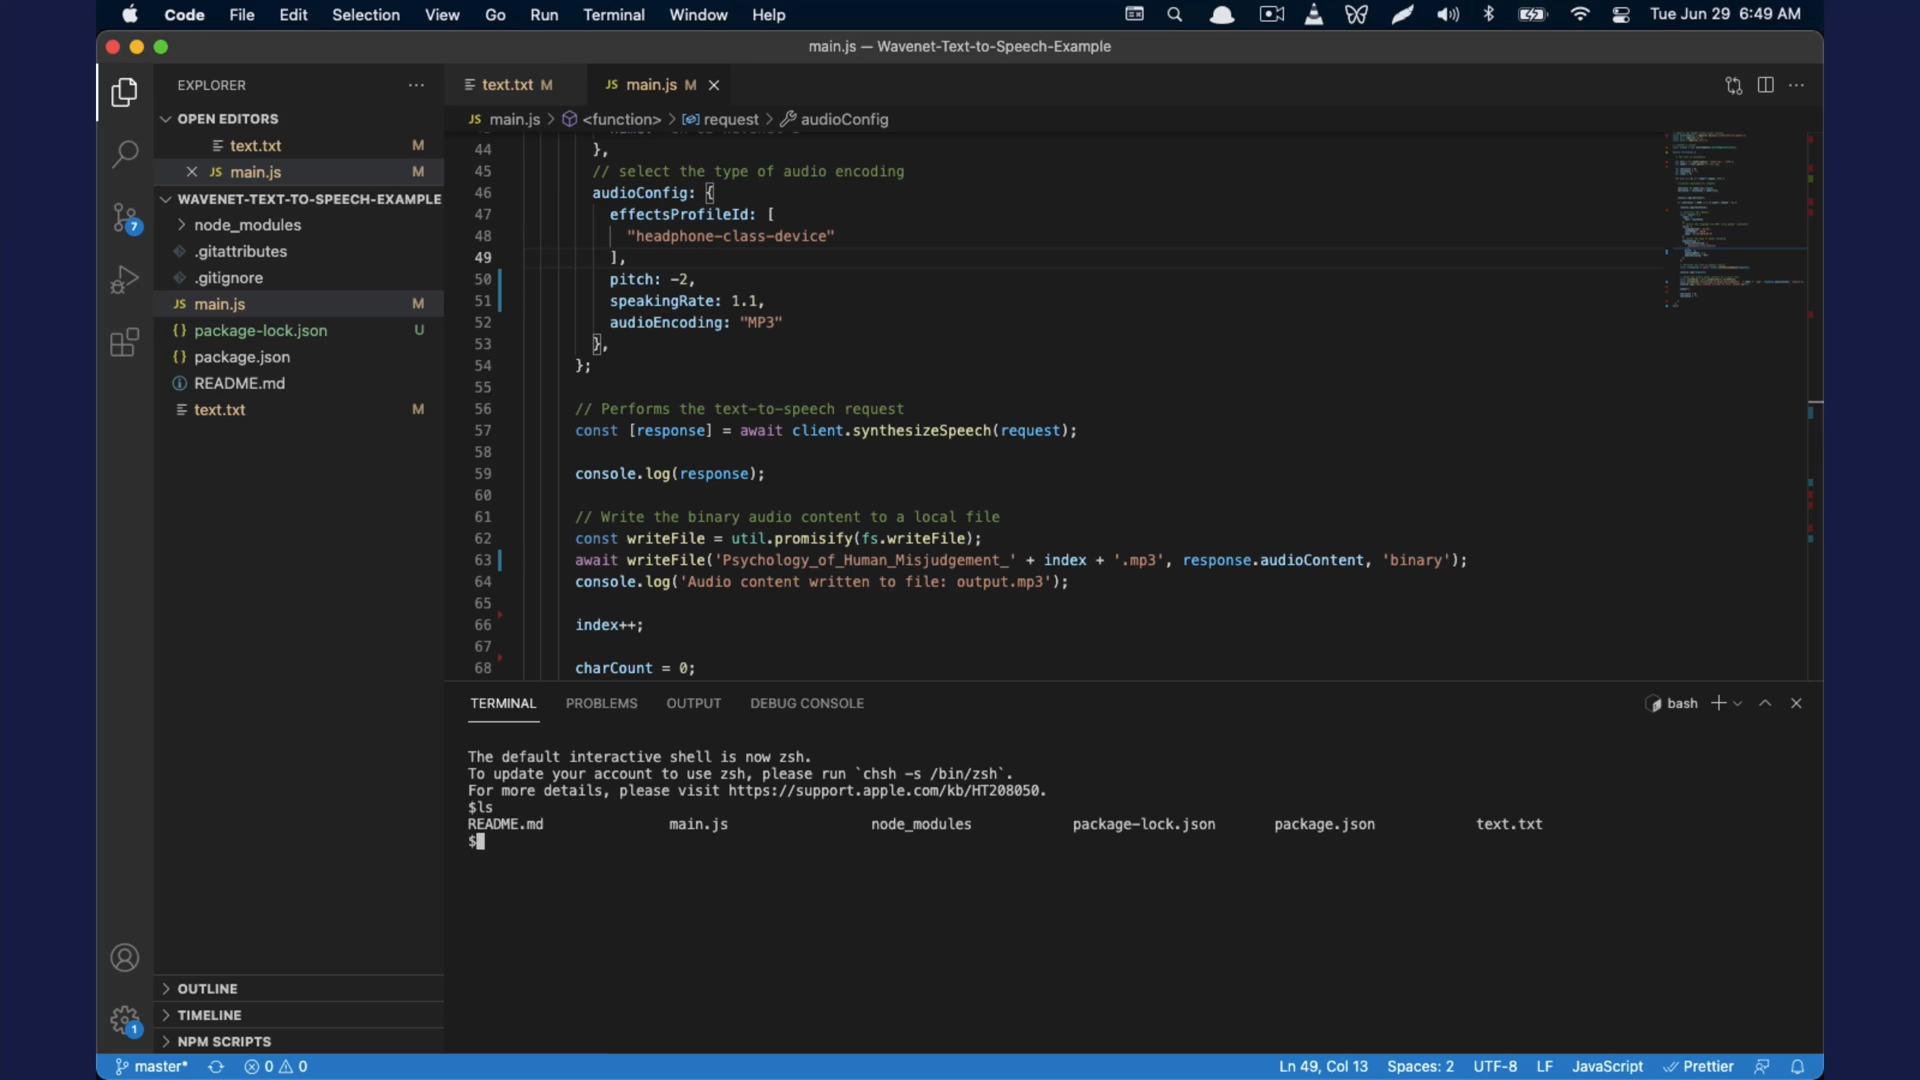 Code File Edit Selection View Go Run Terminal Window Help
Tue Jun 29 6:49 AM
main.js — Wavenet-Text-to-Speech-Example
EXPLORER
OPEN EDITORS
text.txt M
JS main.js M
WAVENET-TEXT-TO-SPEECH-EXAMPLE
7
node_modules
.gitattributes
.gitignore
JS main.js M
{} package-lock.json U
{} package.json
README.md
text.txt M
OUTLINE
TIMELINE
1
NPM SCRIPTS
text.txt M JS main.js M
JS main.js > <function> > request > audioConfig
44 },
45 // select the type of audio encoding
46 audioConfig: {
47 effectsProfileId: [
48 "headphone-class-device"
49 ],
50 pitch: -2,
51 speakingRate: 1.1,
52 audioEncoding: "MP3"
53 },
54 };
55
56 // Performs the text-to-speech request
57 const [response] = await client.synthesizeSpeech(request);
58
59 console.log(response);
60
61 // Write the binary audio content to a local file
62 const writeFile = util.promisify(fs.writeFile);
63 await writeFile('Psychology_of_Human_Misjudgement_' + index + '.mp3', response.audioContent, 'binary');
64 console.log('Audio content written to file: output.mp3');
65
66 index++;
67
68 charCount = 0;
TERMINAL PROBLEMS OUTPUT DEBUG CONSOLE
bash
The default interactive shell is now zsh.
To update your account to use zsh, please run `chsh -s /bin/zsh`.
For more details, please visit https://support.apple.com/kb/HT208050.
$ls
README.md main.js node_modules package-lock.json package.json text.txt
$
master* 0 0
Ln 49, Col 13 Spaces: 2 UTF-8 LF JavaScript Prettier